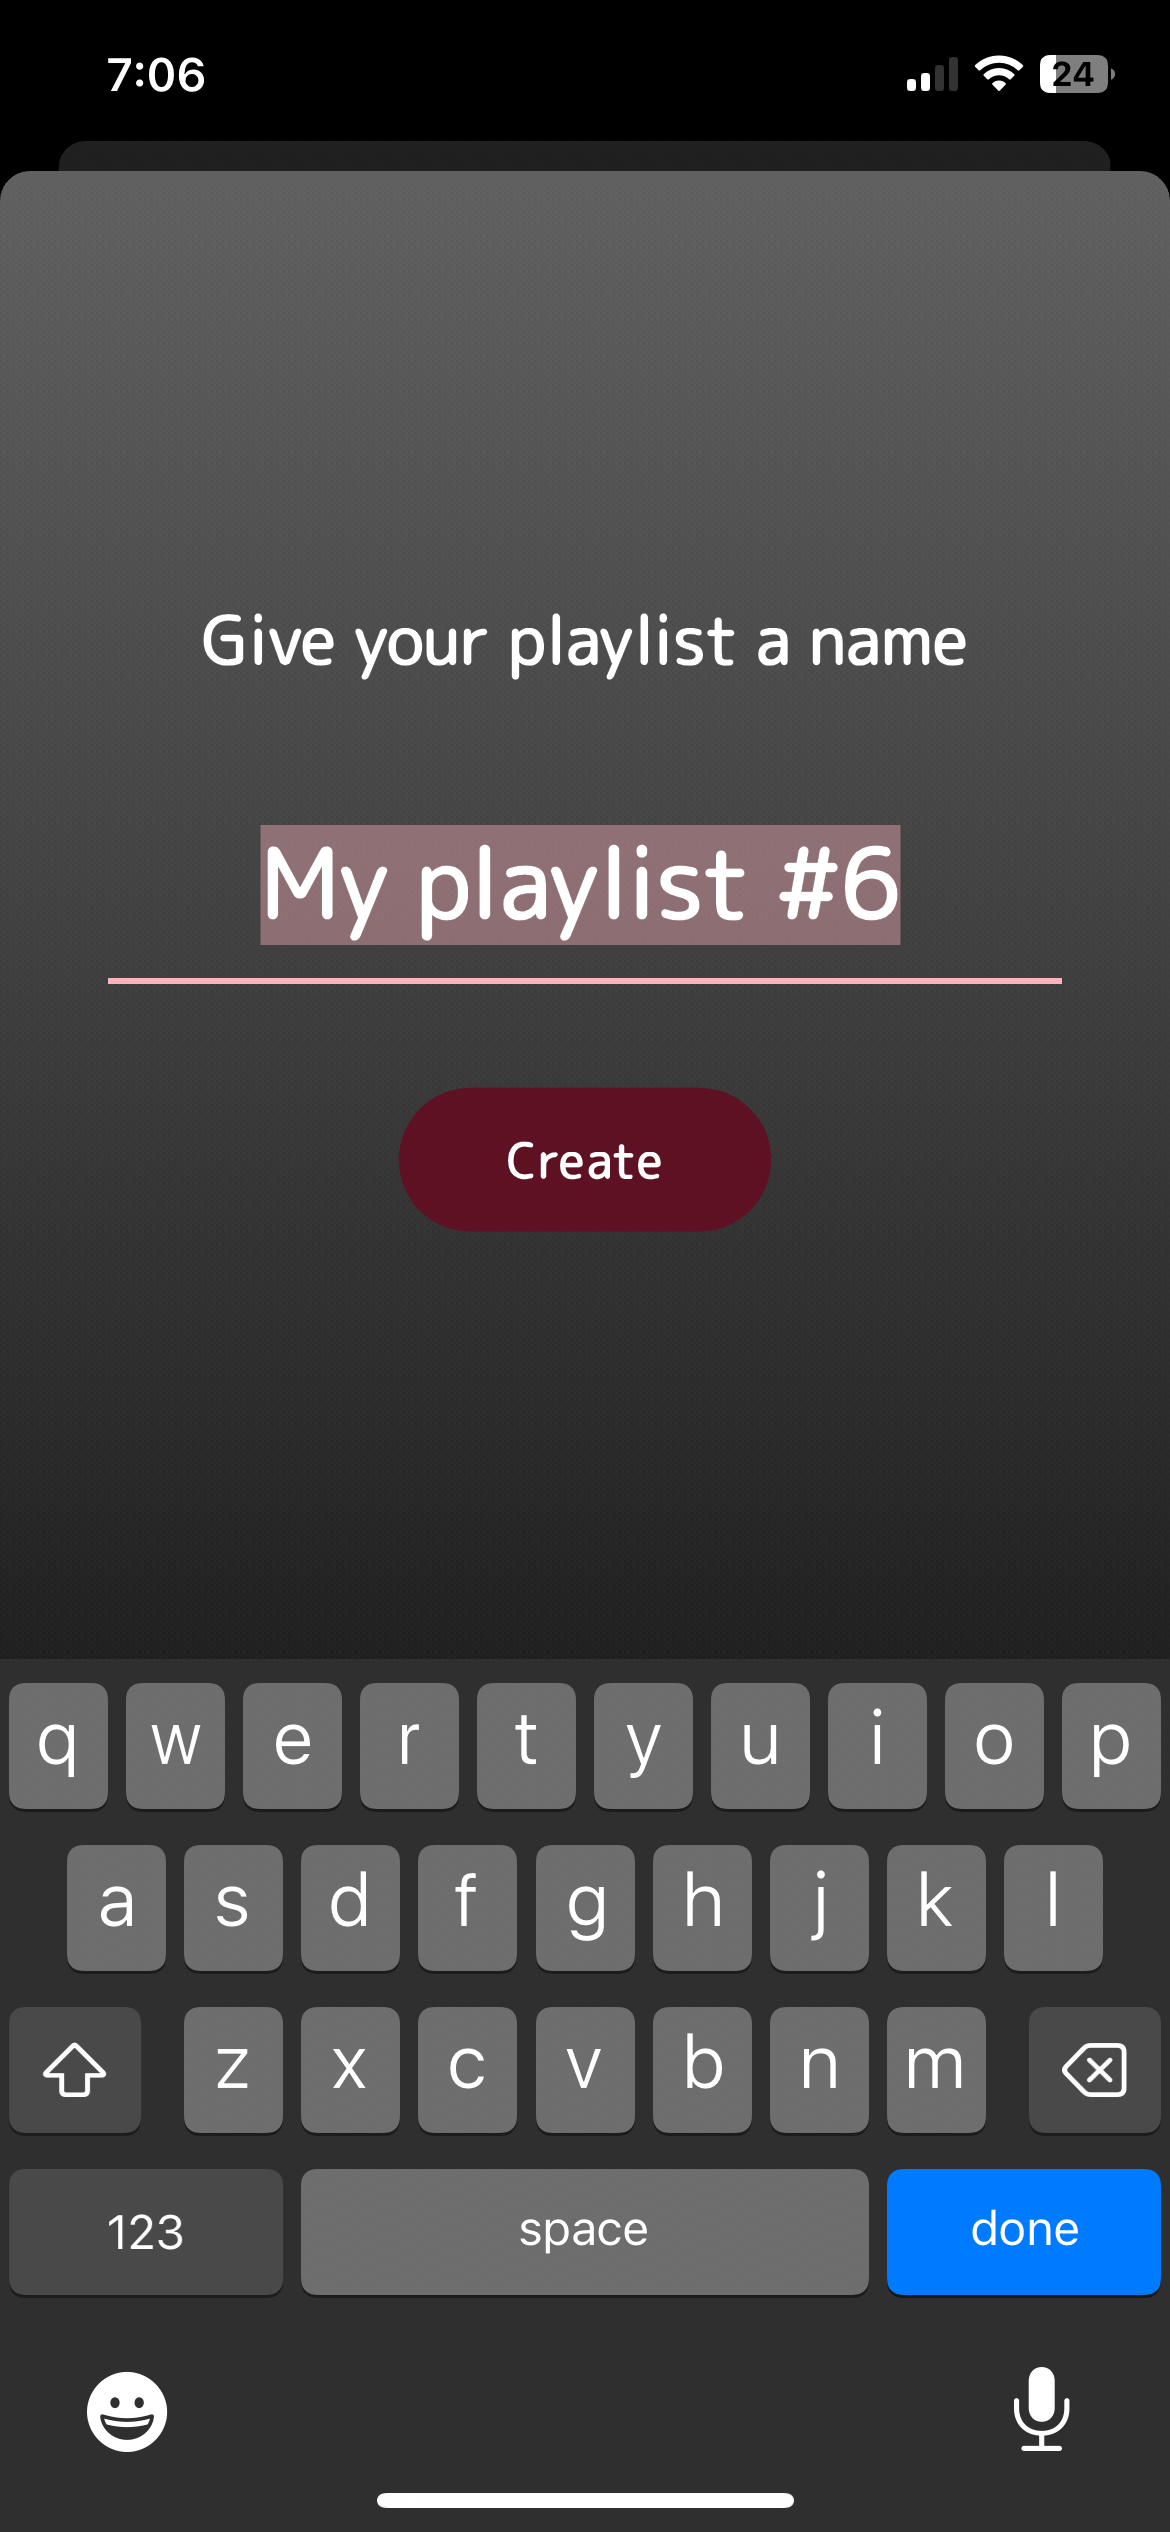 7:06
24
Give your playlist a name
My playlist #6
Create
q w e r t y u i o p
a s d f g h j k l
z x c v b n m
123 space done